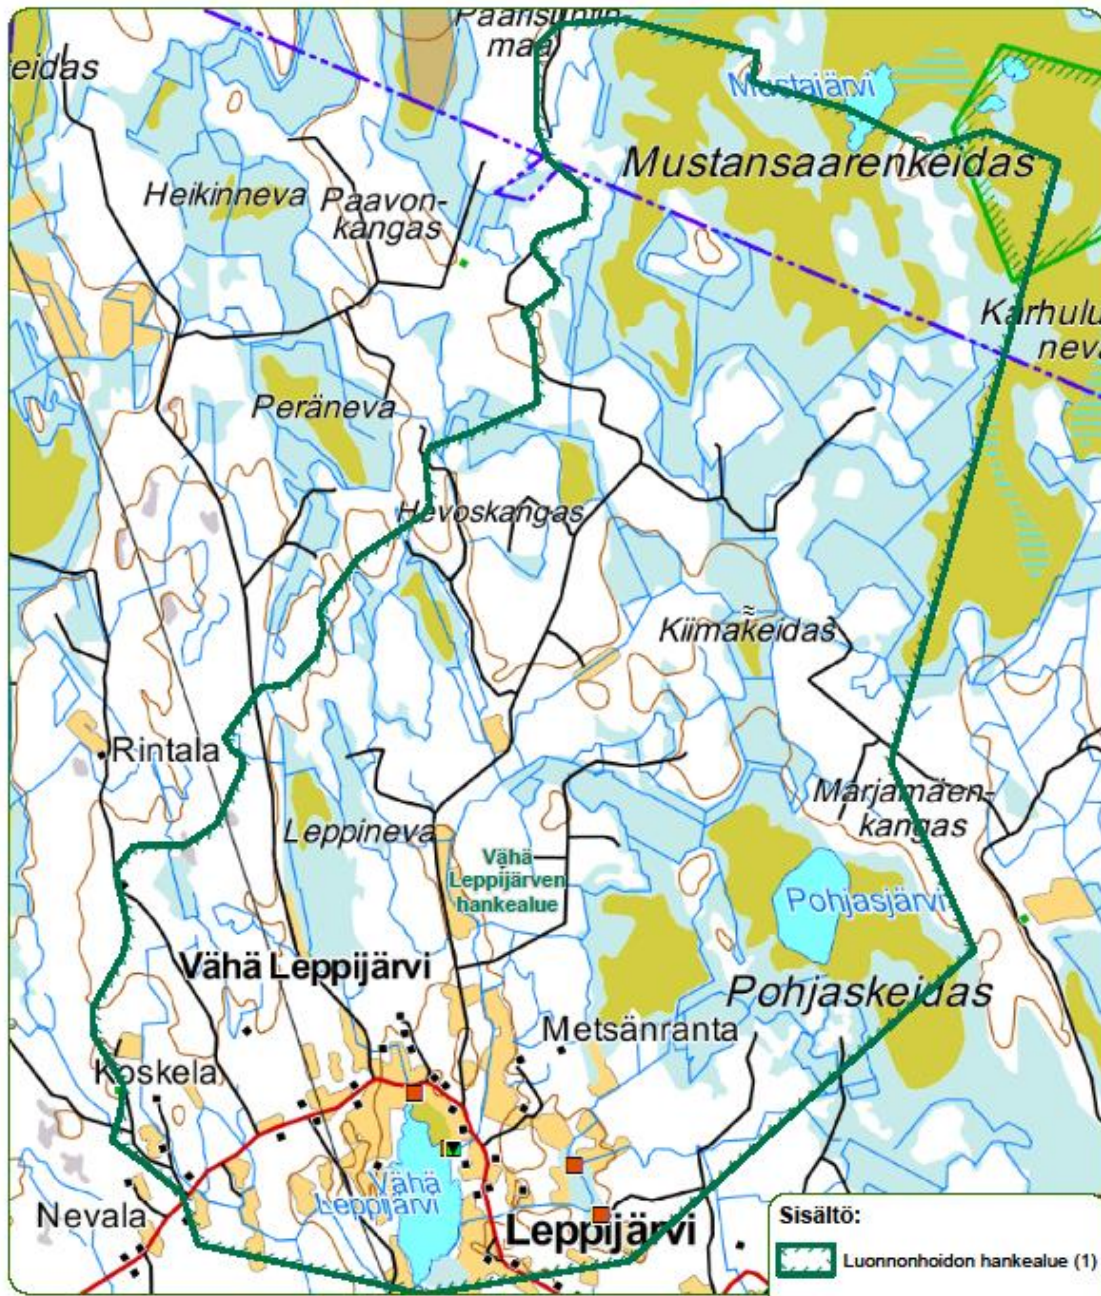 Paarisuntin
maa
eidas
Mustajärvi
Mustansaarenkeidas
Heikinneva
Paavon-
kangas
Karhulu
neva
Peräneva
Hevoskangas
Kiimakeidas
Rintala
Marjamäen-
kangas
Leppineva
Vähä
Leppijärven
hankealue
Pohjasjärvi
Vähä Leppijärvi
Pohjaskeidas
Metsänranta
Koskela
Vähä
Leppijärvi
Nevala
Leppijärvi
Sisältö:
Luonnonhoidon hankealue (1)